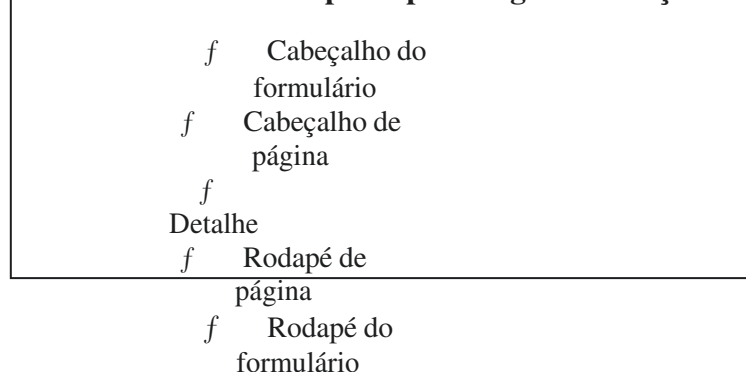 ƒ Cabeçalho do
formulário
ƒ Cabeçalho de
página
ƒ
Detalhe
ƒ Rodapé de
página
ƒ Rodapé do
formulário